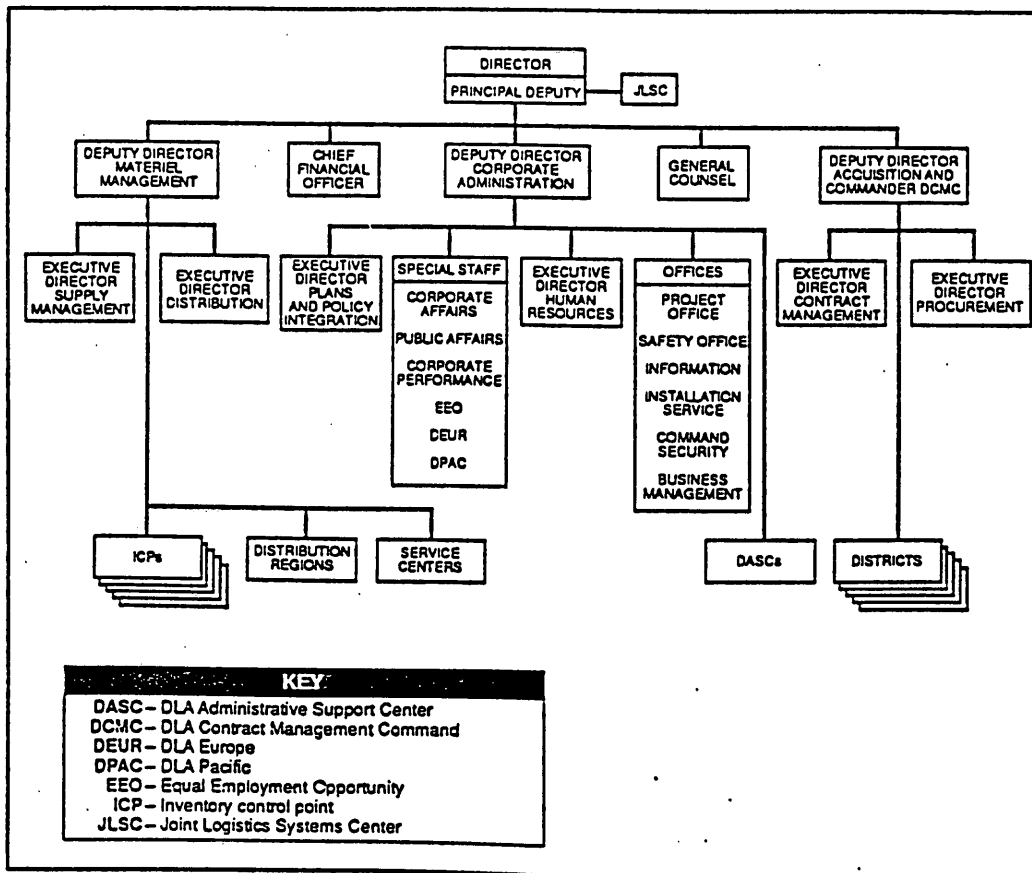 DIRECTOR
PRINCIPAL DEPUTY
JLSC
DEPUTY DIRECTOR
MATERIEL
MANAGEMENT
CHIEF
FINANCIAL
OFFICER
DEPUTY DIRECTOR
CORPORATE
ADMINISTRATION
GENERAL
COUNSEL
DEPUTY DIRECTOR
ACQUISITION AND
COMMANDER DCMC
EXECUTIVE
DIRECTOR
SUPPLY
MANAGEMENT
EXECUTIVE
DIRECTOR
DISTRIBUTION
EXECUTIVE
DIRECTOR
PLANS
AND POLICY
INTEGRATION
SPECIAL STAFF
CORPORATE
AFFAIRS
PUBLIC AFFAIRS
CORPORATE
PERFORMANCE
EEO
DEUR
DPAC
EXECUTIVE
DIRECTOR
HUMAN
RESOURCES
OFFICES
PROJECT
OFFICE
SAFETY OFFICE
INFORMATION
INSTALLATION
SERVICE
COMMAND
SECURITY
BUSINESS
MANAGEMENT
EXECUTIVE
DIRECTOR
CONTRACT
MANAGEMENT
EXECUTIVE
DIRECTOR
PROCUREMENT
ICPs
DISTRIBUTION
REGIONS
SERVICE
CENTERS
DASCs
DISTRICTS
KEY
DASC – DLA Administrative Support Center
DCMC – DLA Contract Management Command
DEUR – DLA Europe
DPAC – DLA Pacific
EEO – Equal Employment Opportunity
ICP – Inventory control point
JLSC – Joint Logistics Systems Center